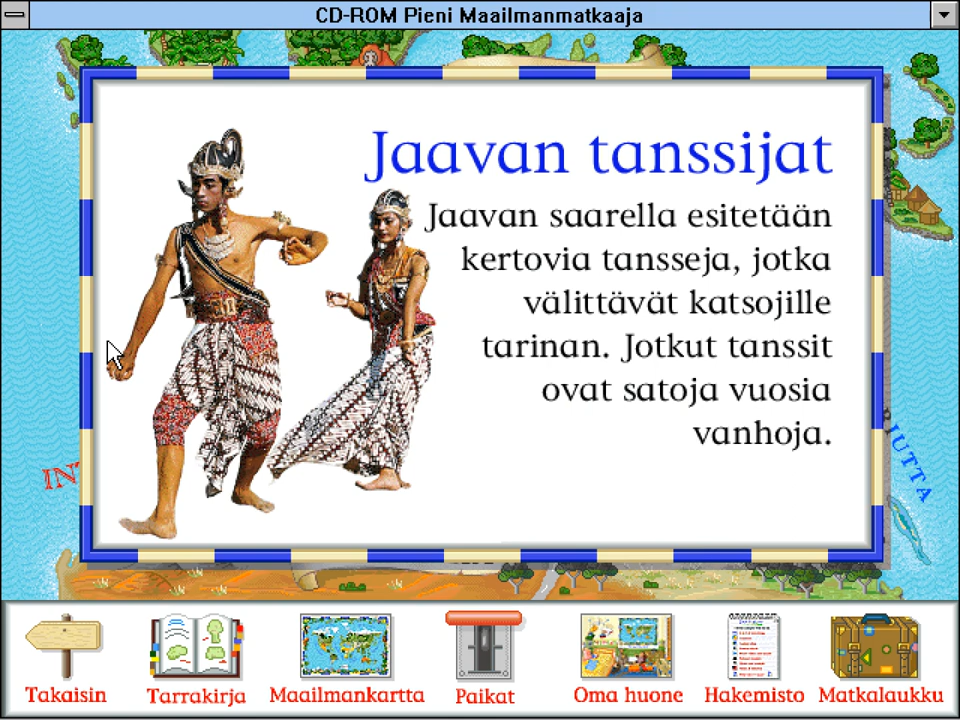 CD-ROM Pieni Maailmanmatkaaja
Jaavan tanssijat
Jaavan saarella esitetään
kertovia tansseja, jotka
välittävät katsojille
tarinan. Jotkut tanssit
ovat satoja vuosia
vanhoja.
Takaisin
Tarrakirja
Maailmankartta
Paikat
Oma huone
Hakemisto
Matkalaukku